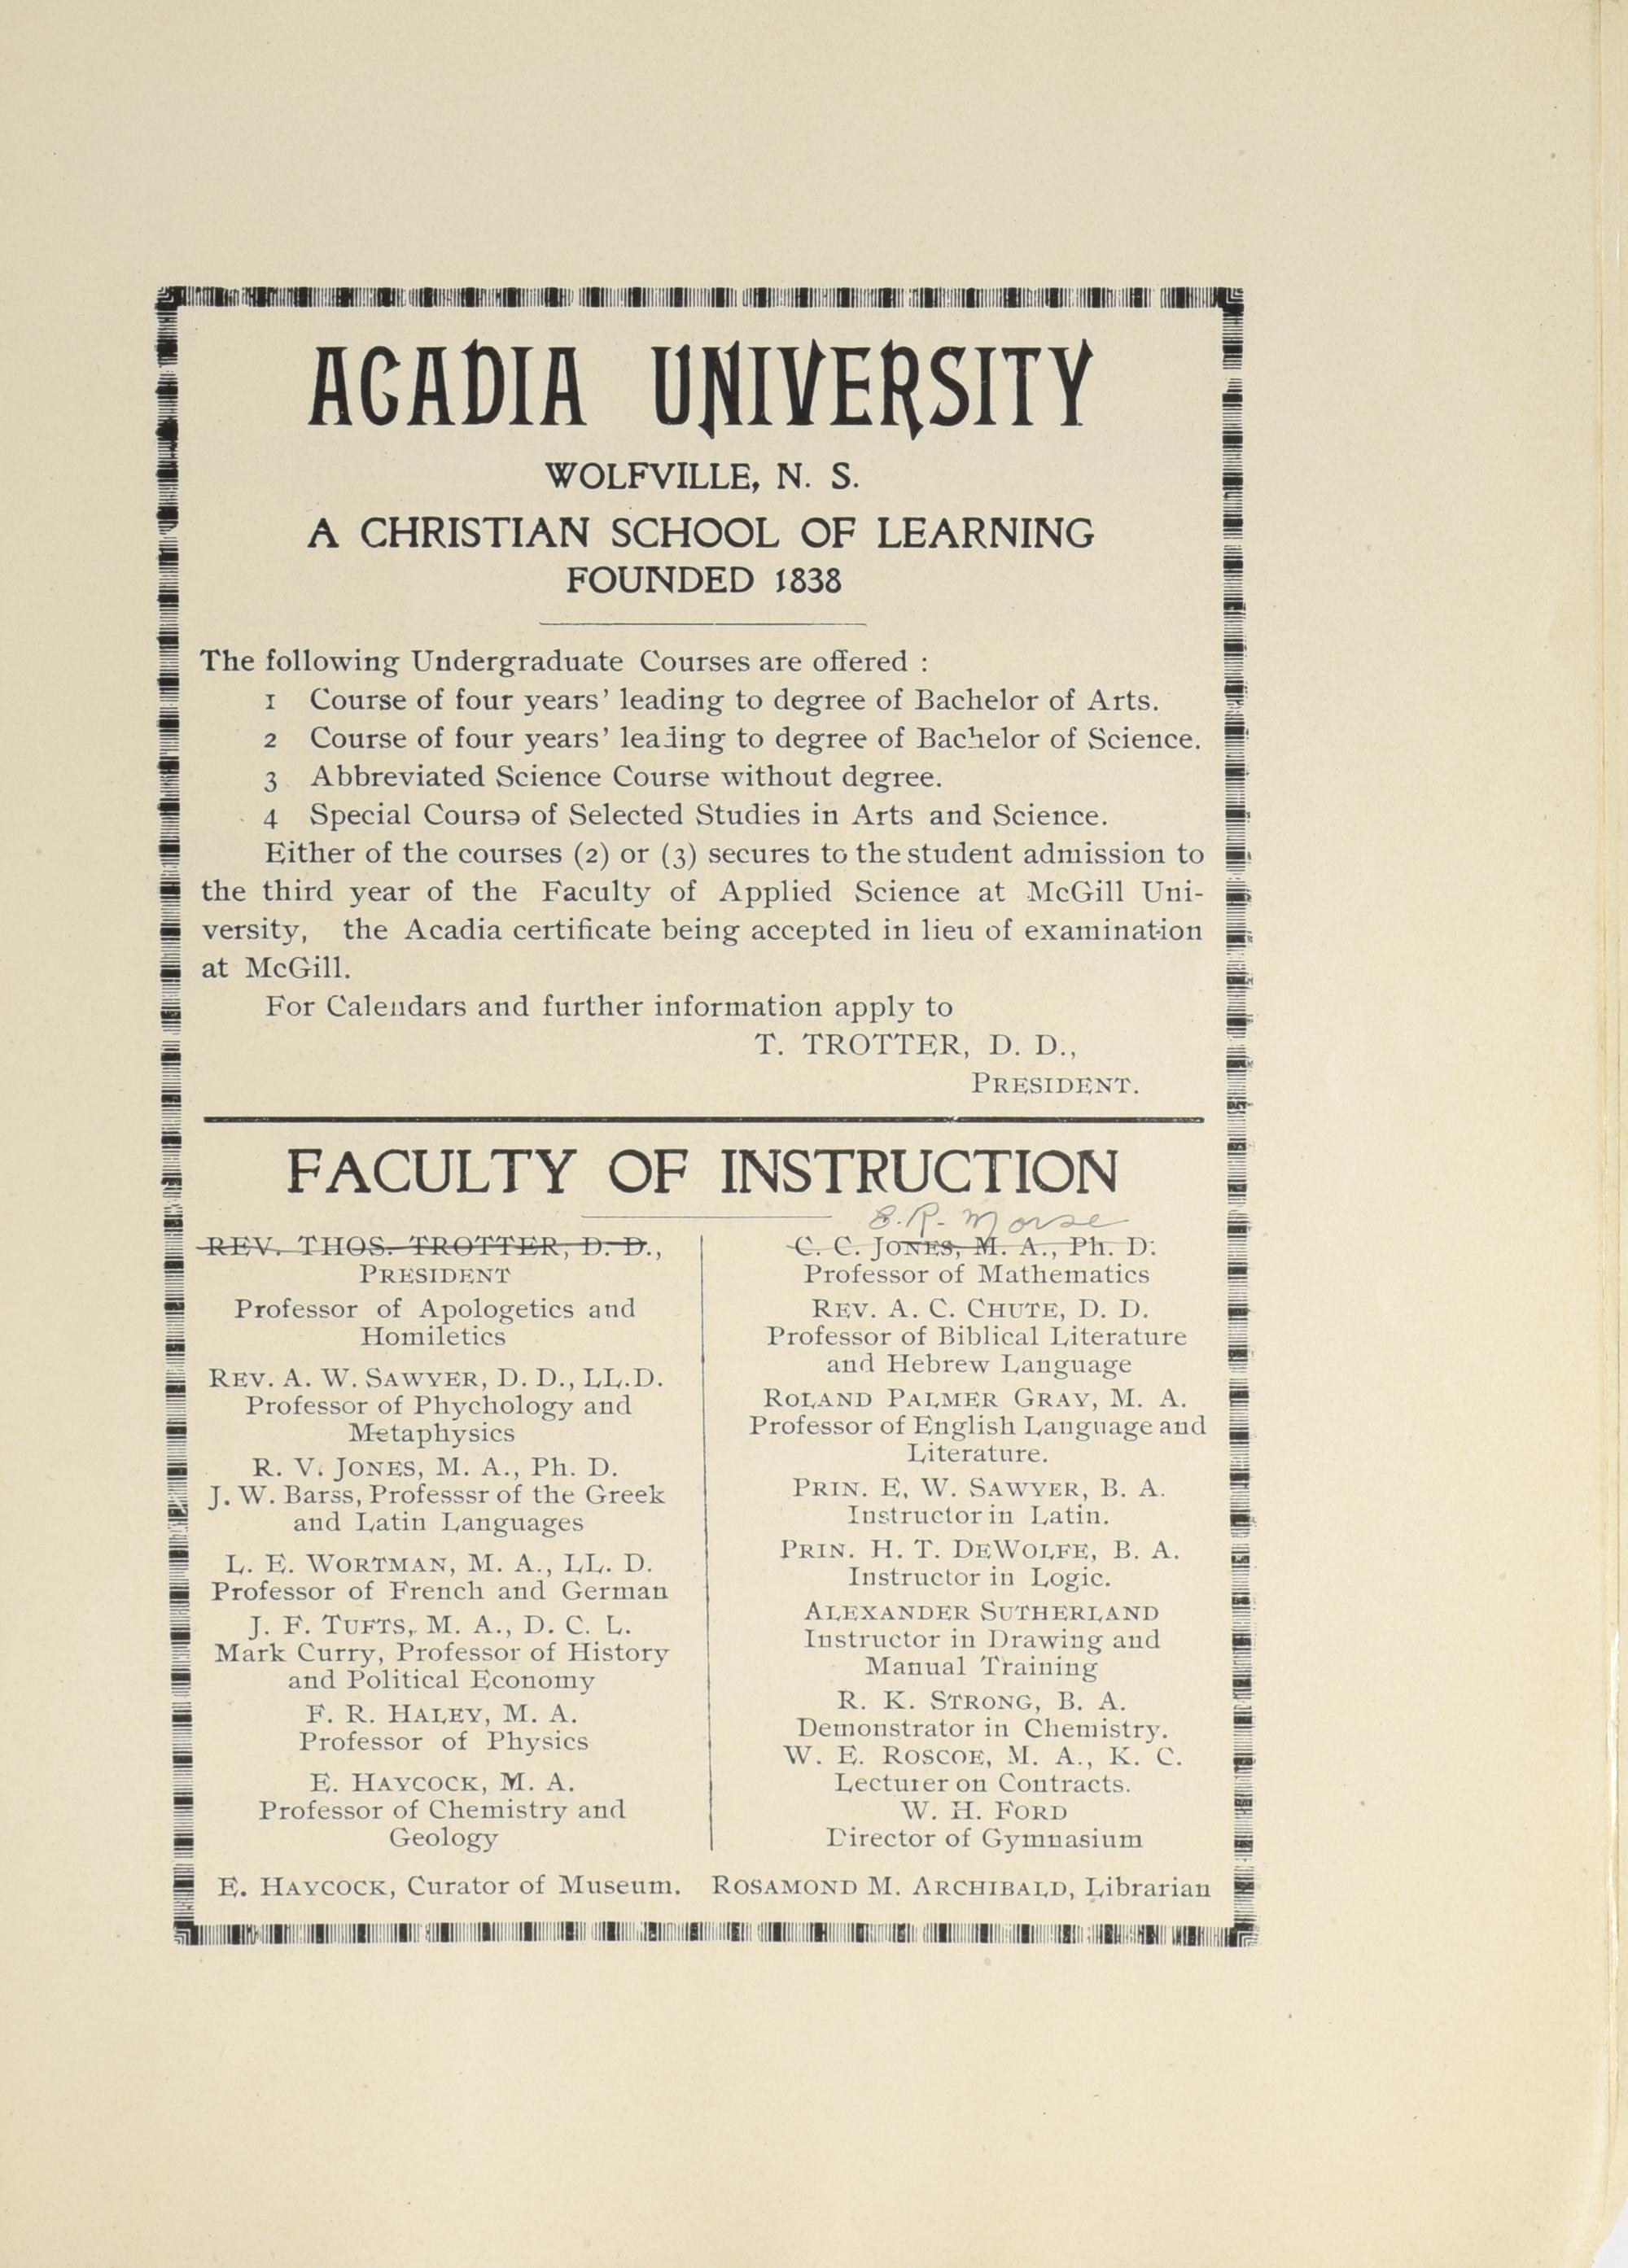 ACADIA UNIVERSITY
WOLFVILLE, N. S.
A CHRISTIAN SCHOOL OF LEARNING
FOUNDED 1838
The following Undergraduate Courses are offered :
1 Course of four years’ leading to degree of Bachelor of Arts.
2 Course of four years’ leading to degree of Bachelor of Science.
3 Abbreviated Science Course without degree.
4 Special Course of Selected Studies in Arts and Science.
Either of the courses (2) or (3) secures to the student admission to
the third year of the Faculty of Applied Science at McGill Uni-
versity, the Acadia certificate being accepted in lieu of examination
at McGill.
For Calendars and further information apply to
T. TROTTER, D. D.,
PRESIDENT.
FACULTY OF INSTRUCTION
REV. THOS. TROTTER, D. D.,
PRESIDENT
Professor of Apologetics and
Homiletics
REV. A. W. SAWYER, D. D., LL.D.
Professor of Phychology and
Metaphysics
R. V. JONES, M. A., Ph. D.
J. W. Barss, Professsr of the Greek
and Latin Languages
L. E. WORTMAN, M. A., LL. D.
Professor of French and German
J. F. TUFTS, M. A., D. C. L.
Mark Curry, Professor of History
and Political Economy
F. R. HALEY, M. A.
Professor of Physics
E. HAYCOCK, M. A.
Professor of Chemistry and
Geology
S. R. Morse
C. C. JONES, M. A., Ph. D.
Professor of Mathematics
REV. A. C. CHUTE, D. D.
Professor of Biblical Literature
and Hebrew Language
ROLAND PALMER GRAY, M. A.
Professor of English Language and
Literature.
PRIN. E. W. SAWYER, B. A.
Instructor in Latin.
PRIN. H. T. DEWOLFE, B. A.
Instructor in Logic.
ALEXANDER SUTHERLAND
Instructor in Drawing and
Manual Training
R. K. STRONG, B. A.
Demonstrator in Chemistry.
W. E. ROSCOE, M. A., K. C.
Lecturer on Contracts.
W. H. FORD
Director of Gymnasium
E. HAYCOCK, Curator of Museum. ROSAMOND M. ARCHIBALD, Librarian